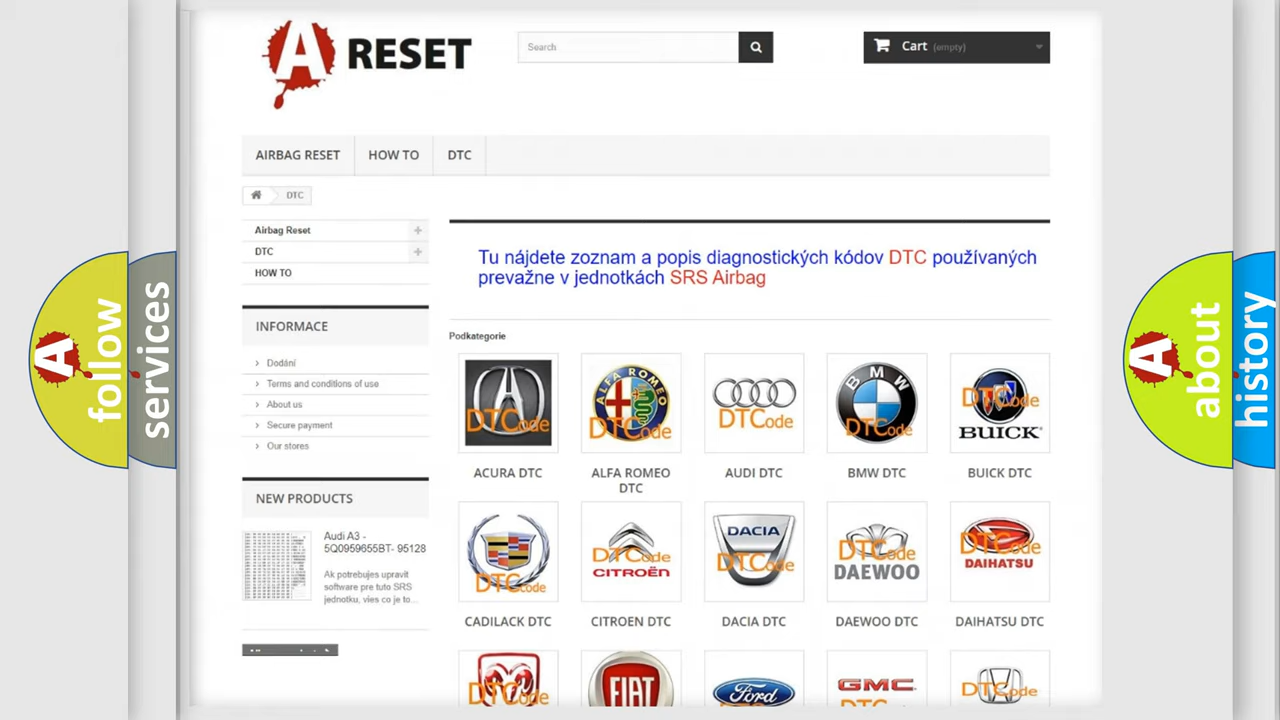 A RESET
Search
Cart (empty)
AIRBAG RESET
HOW TO
DTC
DTC
Airbag Reset
DTC
HOW TO
INFORMACE
Dodání
Terms and conditions of use
About us
Secure payment
Our stores
NEW PRODUCTS
Audi A3 -
5Q0959655BT- 95128
Ak potrebujes upravit
software pre tuto SRS
jednotku, vies co je to...
Tu nájdete zoznam a popis diagnostických kódov DTC používaných
prevažne v jednotkách SRS Airbag
Podkategorie
DTCode
ALFA ROMEO
DTCode
DTCode
BMW
DTCode
DTCode
BUICK
ACURA DTC
ALFA ROMEO
DTC
AUDI DTC
BMW DTC
BUICK DTC
DTCode
DTCode
CITROËN
DACIA
DTCode
DTCode
DAEWOO
DTCode
DAIHATSU
CADILACK DTC
CITROEN DTC
DACIA DTC
DAEWOO DTC
DAIHATSU DTC
DTCode
FIAT
Ford
GMC
DTCode
A follow
services
A about
history